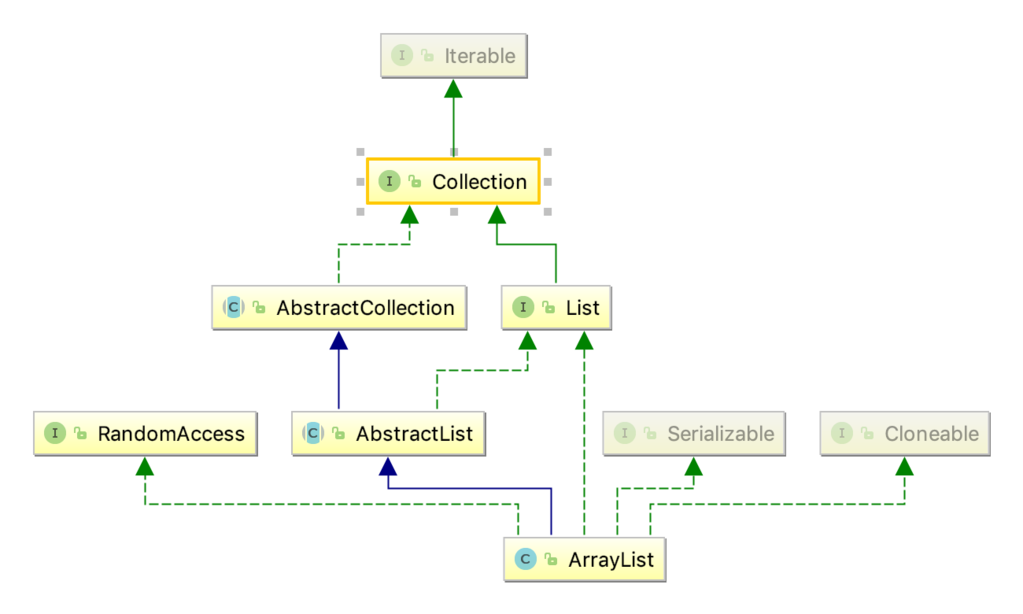 I Iterable
I Collection
C AbstractCollection
I List
I RandomAccess
C AbstractList
I Serializable
I Cloneable
C ArrayList